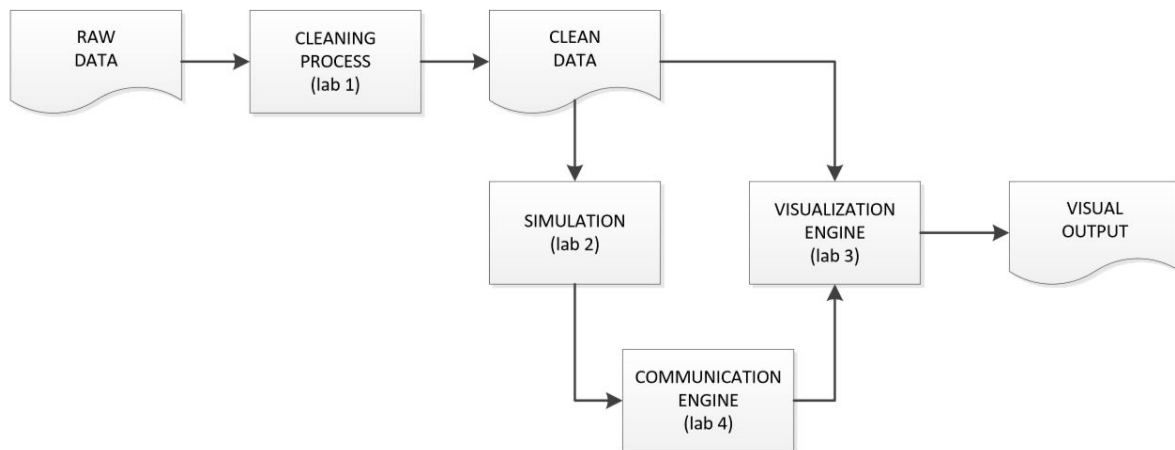 RAW
DATA
CLEANING
PROCESS
(lab 1)
CLEAN
DATA
SIMULATION
(lab 2)
VISUALIZATION
ENGINE
(lab 3)
VISUAL
OUTPUT
COMMUNICATION
ENGINE
(lab 4)